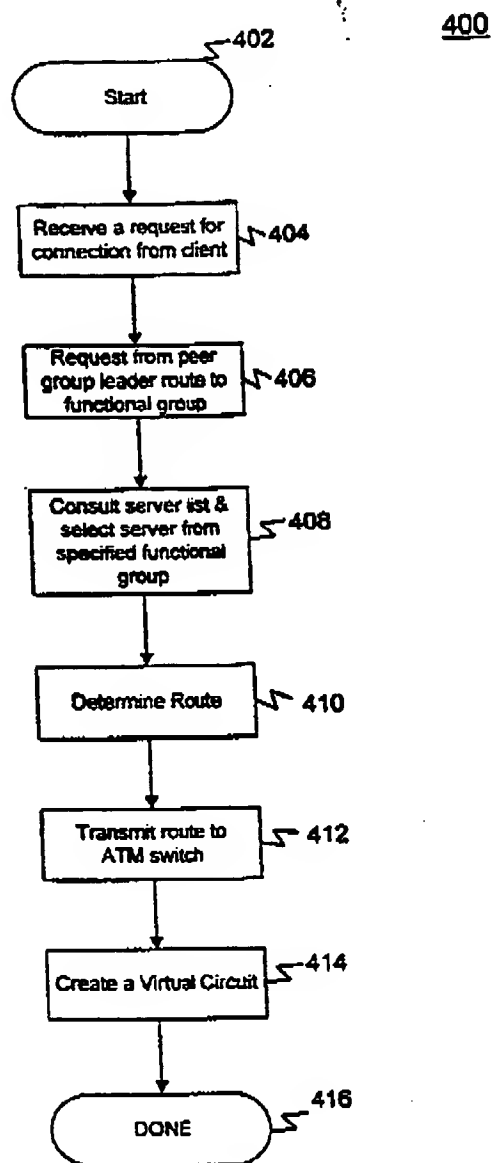 400
402
Start
Receive a request for
connection from client
404
Request from peer
group leader route to
functional group
406
Consult server list &
select server from
specified functional
group
408
Determine Route
410
Transmit route to
ATM switch
412
Create a Virtual Circuit
414
DONE
416